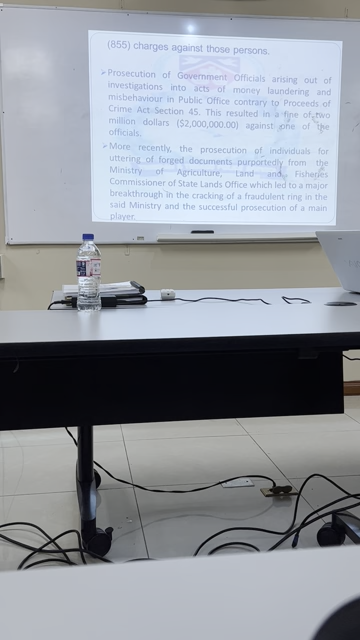 (855) charges against those persons.
➢Prosecution of Government Officials arising out of
investigations into acts of money laundering and
misbehaviour in Public Office contrary to Proceeds of
Crime Act Section 45. This resulted in a fine of two
million dollars ($2,000,000.00) against one of the
officials.
➢More recently, the prosecution of individuals for
uttering of forged documents purportedly from the
Ministry of Agriculture, Land and Fisheries
Commissioner of State Lands Office which led to a major
breakthrough in the cracking of a fraudulent ring in the
said Ministry and the successful prosecution of a main
player.